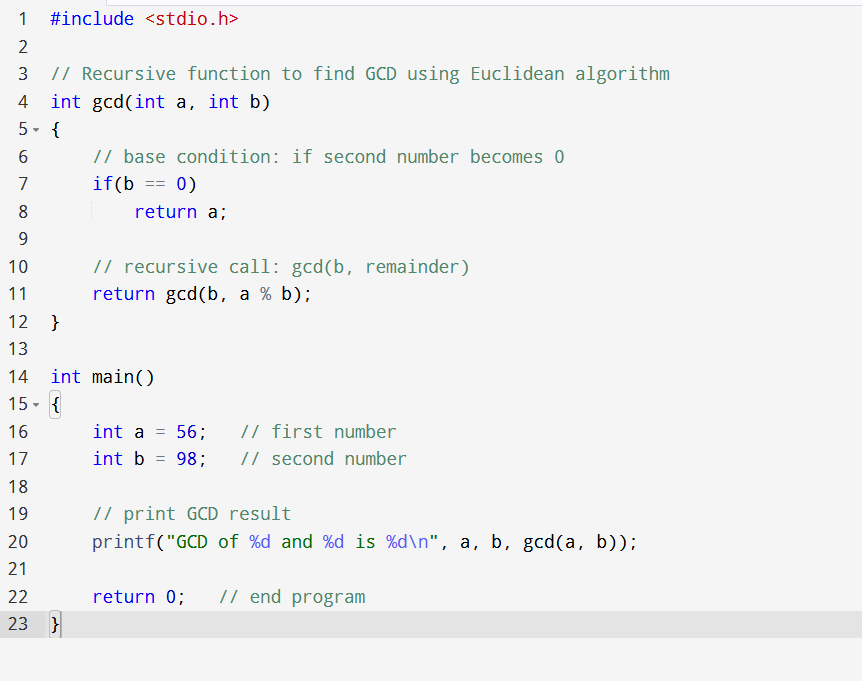 1 #include <stdio.h>
2
3 // Recursive function to find GCD using Euclidean algorithm
4 int gcd(int a, int b)
5 {
6     // base condition: if second number becomes 0
7     if(b == 0)
8         return a;
9
10     // recursive call: gcd(b, remainder)
11     return gcd(b, a % b);
12 }
13
14 int main()
15 {
16     int a = 56;   // first number
17     int b = 98;   // second number
18
19     // print GCD result
20     printf("GCD of %d and %d is %d\n", a, b, gcd(a, b));
21
22     return 0;   // end program
23 }